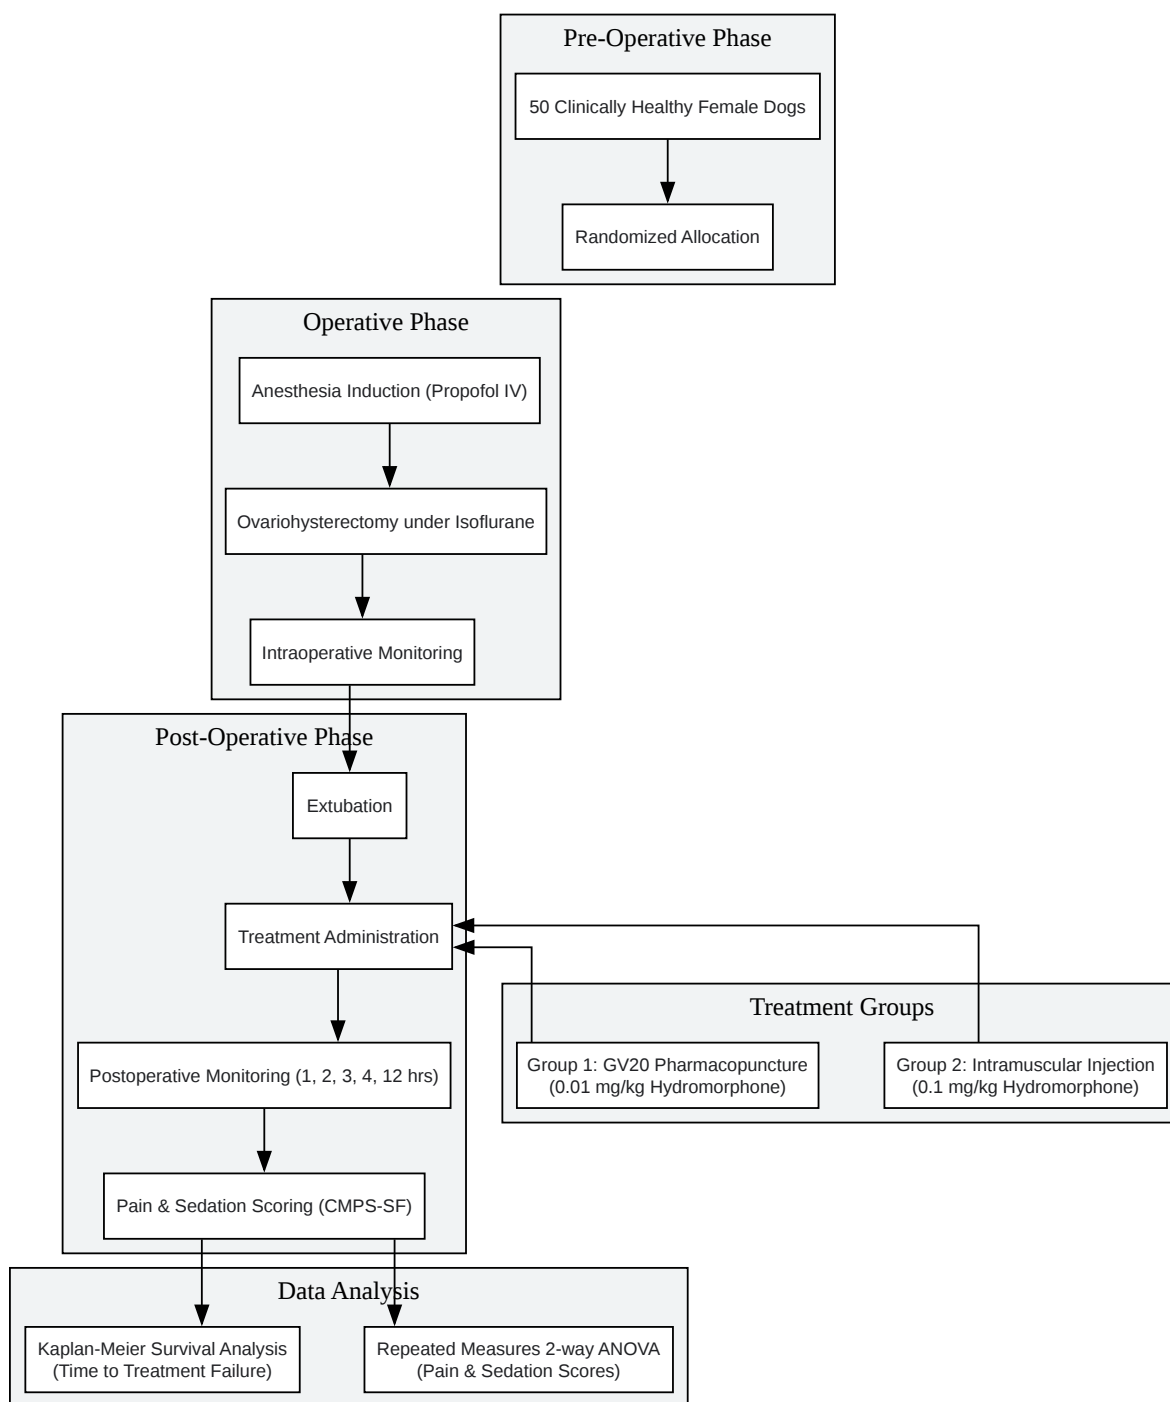 Pre-Operative Phase
50 Clinically Healthy Female Dogs
Randomized Allocation
Operative Phase
Anesthesia Induction (Propofol IV)
Ovariohysterectomy under Isoflurane
Intraoperative Monitoring
Post-Operative Phase
Extubation
Treatment Administration
Treatment Groups
Group 1: GV20 Pharmacopuncture
(0.01 mg/kg Hydromorphone)
Group 2: Intramuscular Injection
(0.1 mg/kg Hydromorphone)
Postoperative Monitoring (1, 2, 3, 4, 12 hrs)
Pain & Sedation Scoring (CMPS-SF)
Data Analysis
Kaplan-Meier Survival Analysis
(Time to Treatment Failure)
Repeated Measures 2-way ANOVA
(Pain & Sedation Scores)